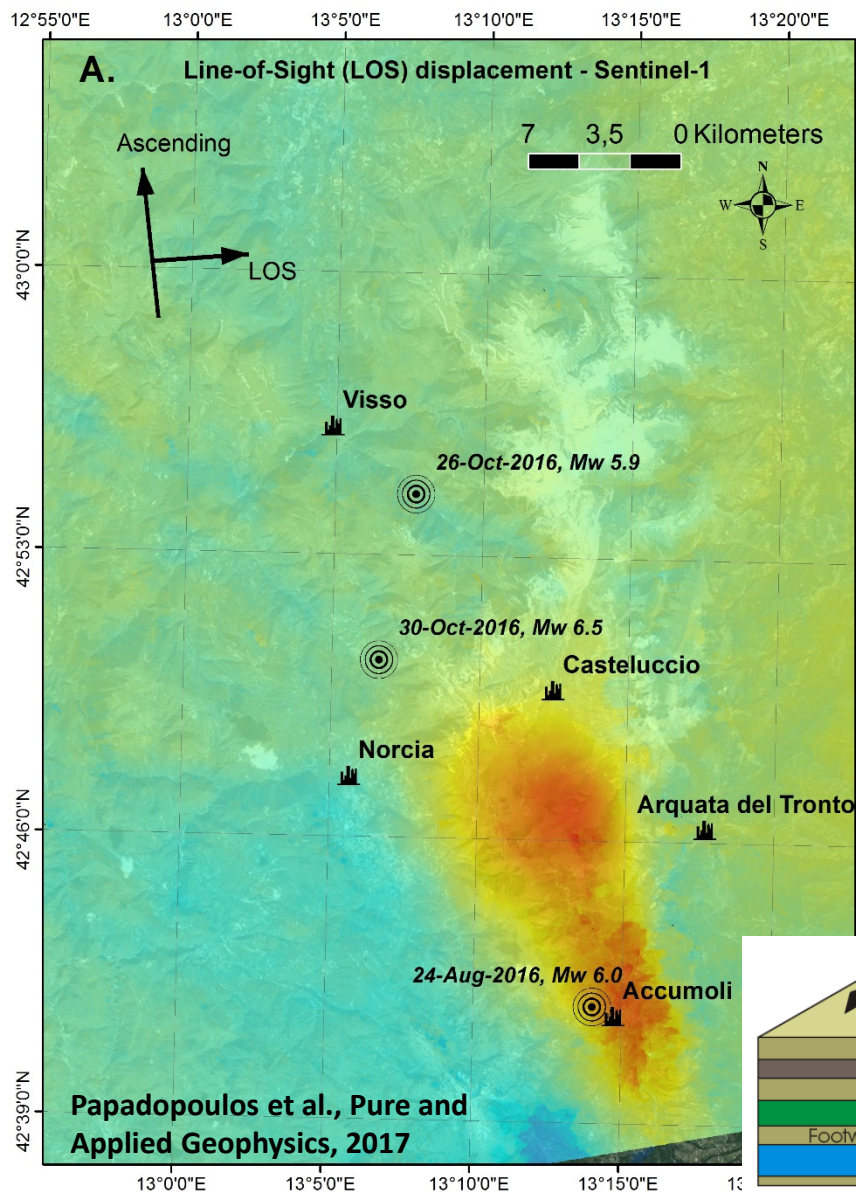 12°55'0"E 13°0'0"E 13°5'0"E 13°10'0"E 13°15'0"E 13°20'0"E
A. Line-of-Sight (LOS) displacement - Sentinel-1
7 3,5 0 Kilometers
Ascending
N
W E
S
LOS
43°0'0"N
Visso
26-Oct-2016, Mw 5.9
42°53'0"N
30-Oct-2016, Mw 6.5
Casteluccio
Norcia
Arquata del Tronto
42°46'0"N
24-Aug-2016, Mw 6.0
Accumoli
Papadopoulos et al., Pure and
Applied Geophysics, 2017
42°39'0"N
13°0'0"E 13°5'0"E 13°10'0"E 13°15'0"E